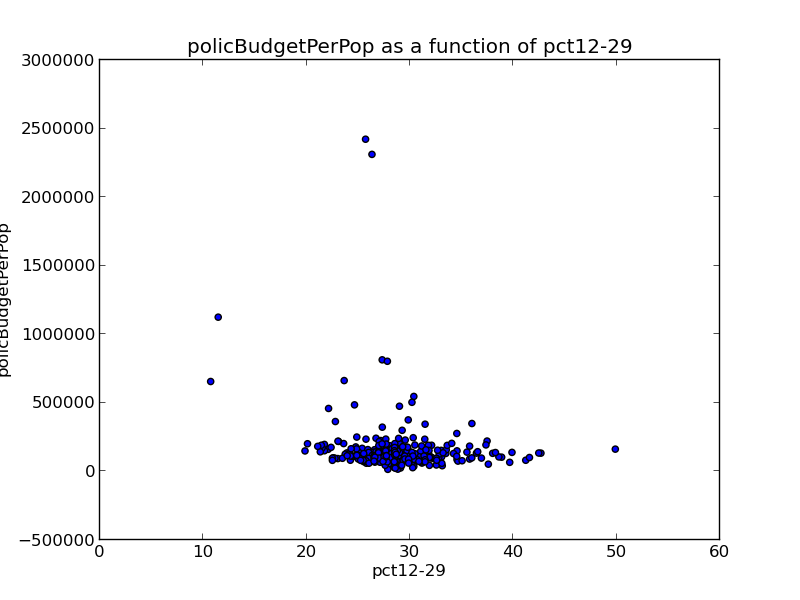 policBudgetPerPop as a function of pct12-29
3000000
2500000
2000000
1500000
1000000
500000
0
−500000
policBudgetPerPop
0 10 20 30 40 50 60
pct12-29